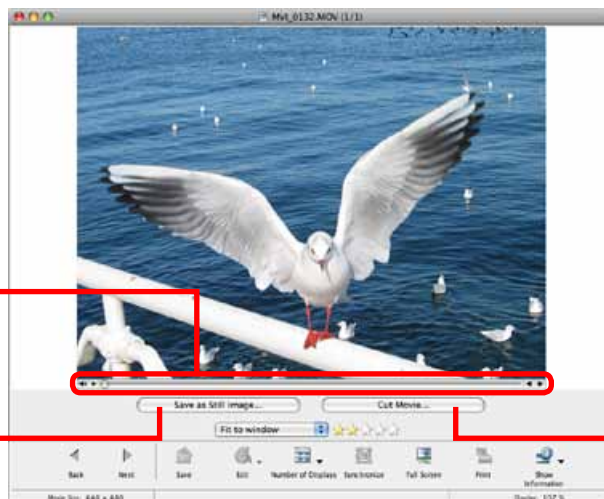 MVI_0132.MOV (1/1)
Save as Still Image... Cut Movie...
Fit to window
Back Next Save Edit Number of Displays Synchronize Full Screen Print Show Information